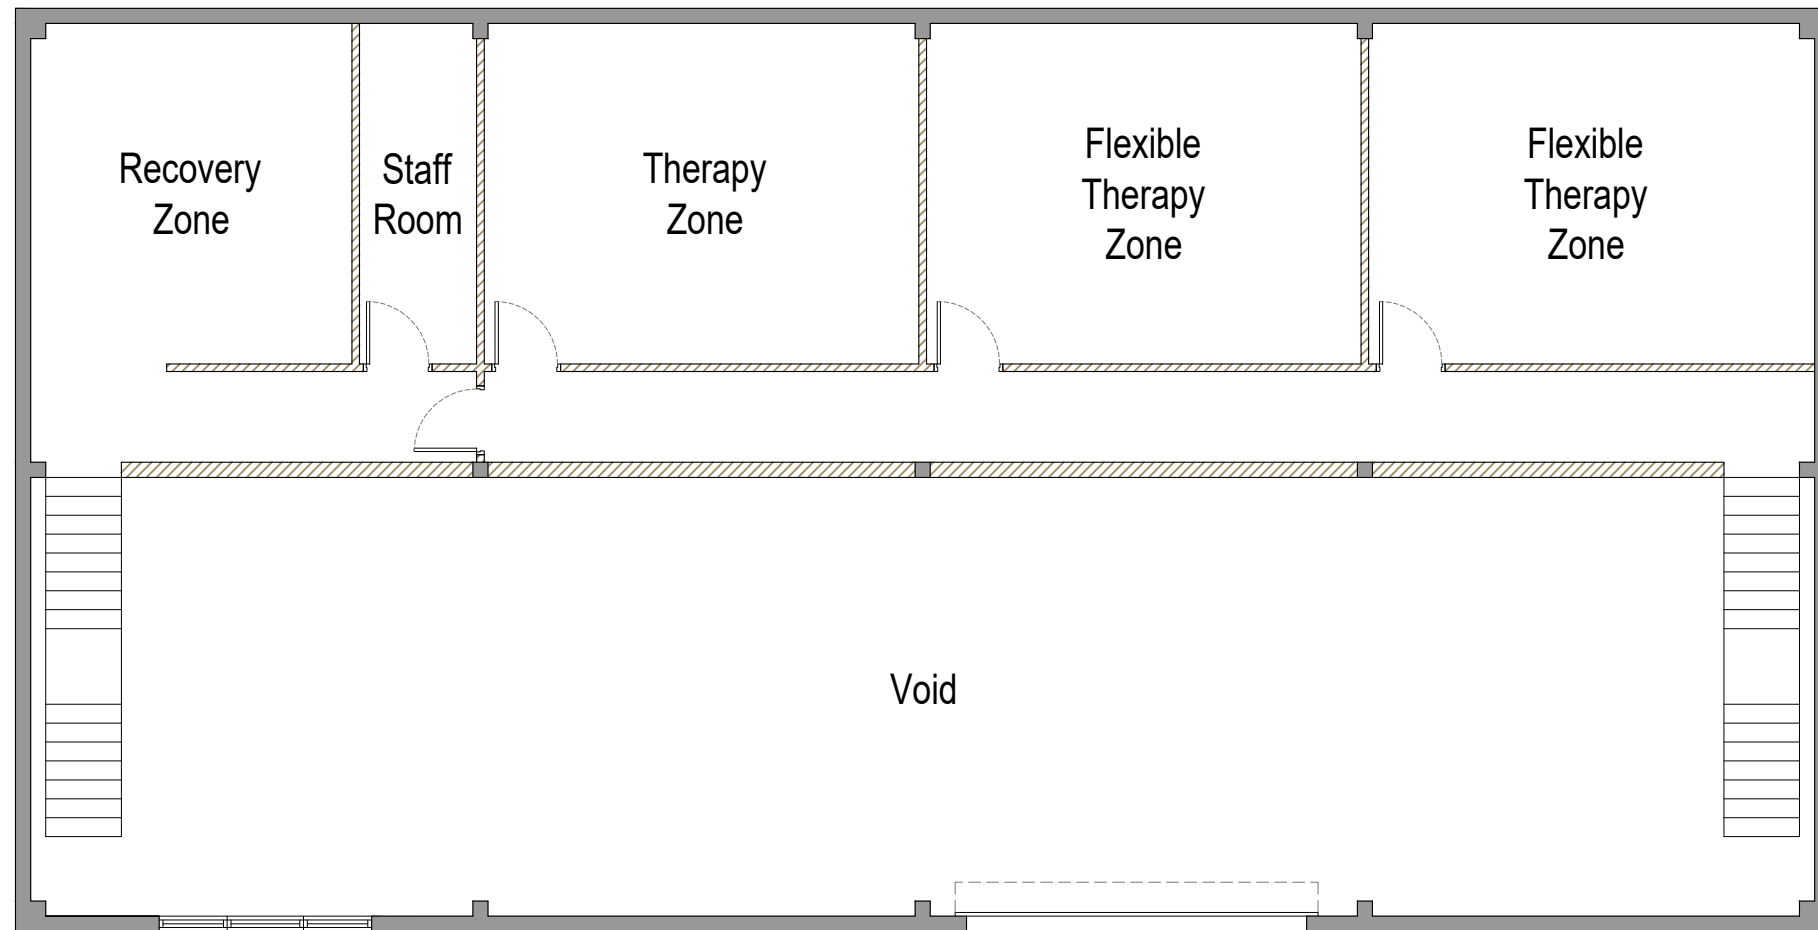 Recovery
Zone
Staff
Room
Therapy
Zone
Flexible
Therapy
Zone
Flexible
Therapy
Zone
Void